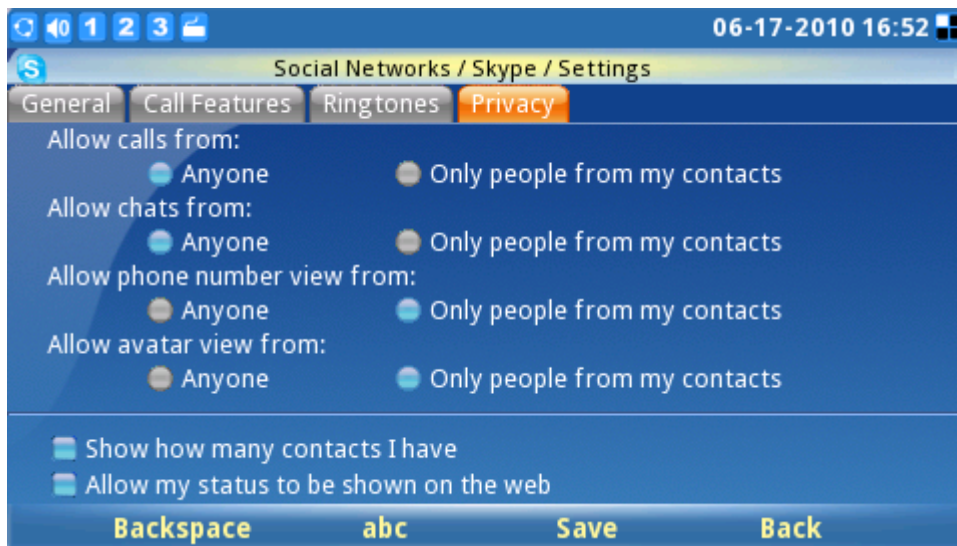 1 2 3 06-17-2010 16:52
S Social Networks / Skype / Settings
General Call Features Ringtones Privacy
Allow calls from:
Anyone Only people from my contacts
Allow chats from:
Anyone Only people from my contacts
Allow phone number view from:
Anyone Only people from my contacts
Allow avatar view from:
Anyone Only people from my contacts
Show how many contacts I have
Allow my status to be shown on the web
Backspace abc Save Back